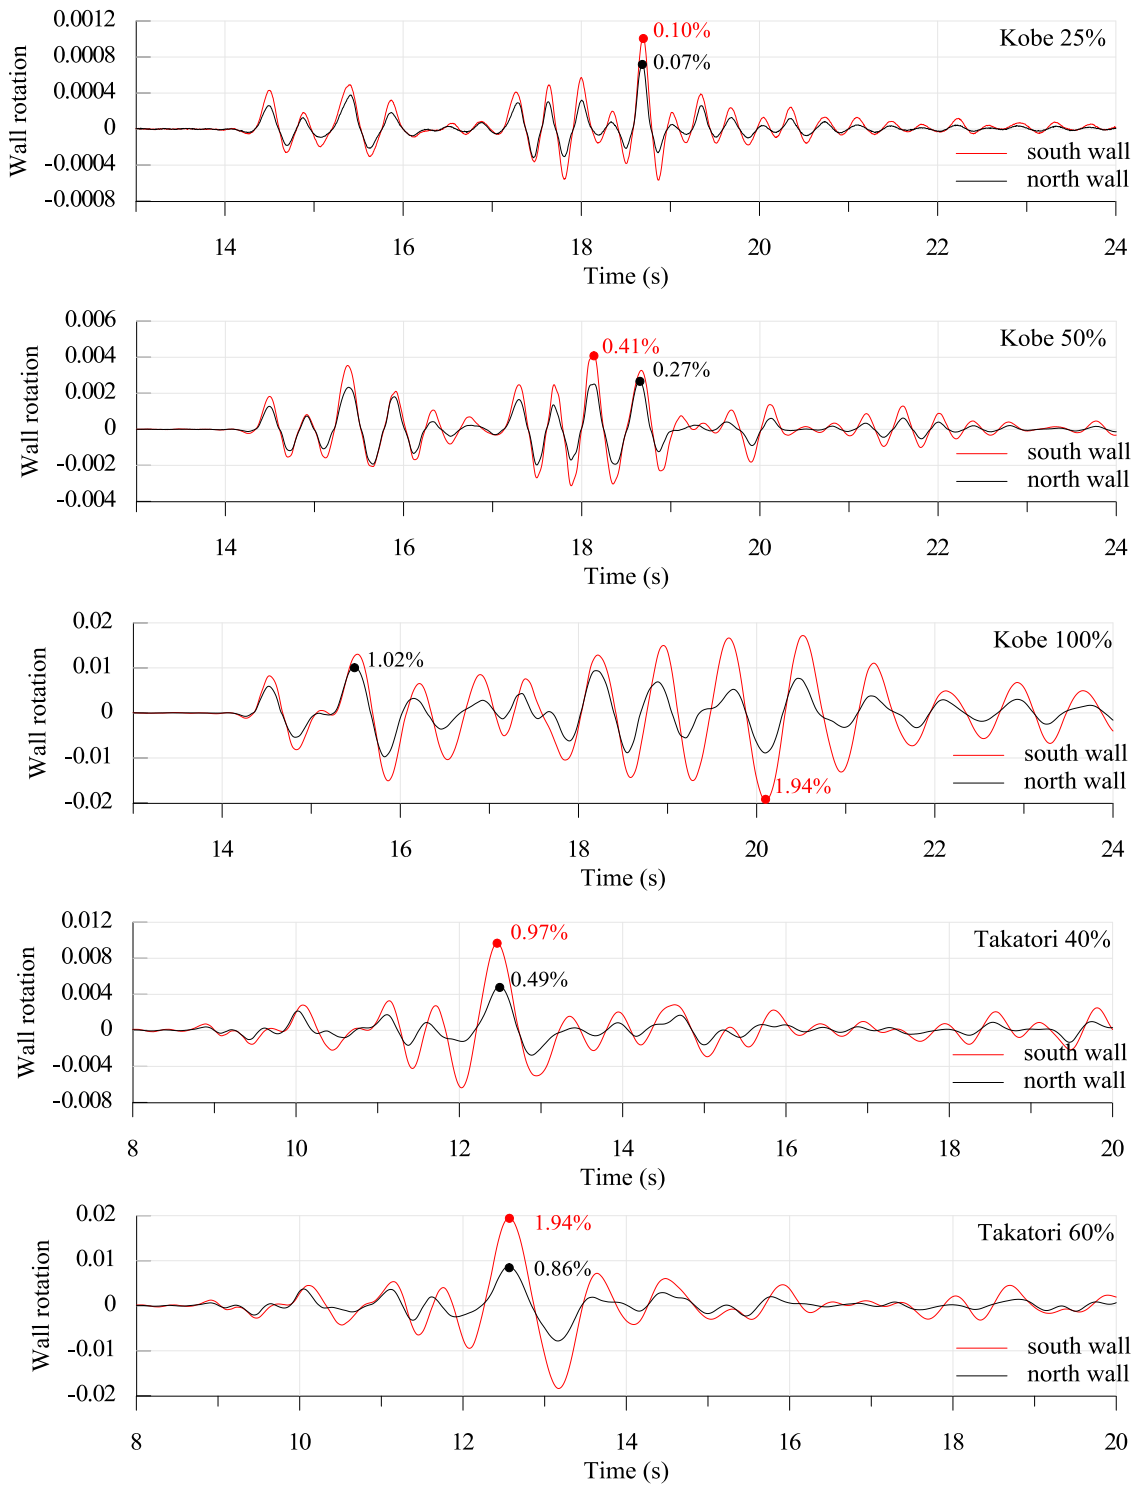 0.0012
0.10%
Kobe 25%
0.0008
0.07%
0.0004
0
-0.0004
-0.0008
Wall rotation
south wall
north wall
14 16 18 20 22 24
Time (s)
0.006
Kobe 50%
0.41%
0.004
0.27%
0.002
0
-0.002
-0.004
Wall rotation
south wall
north wall
14 16 18 20 22 24
Time (s)
0.02
Kobe 100%
1.02%
0.01
0
-0.01
-0.02
1.94%
Wall rotation
south wall
north wall
14 16 18 20 22 24
Time (s)
0.012
0.97%
Takatori 40%
0.008
0.49%
0.004
0
-0.004
-0.008
Wall rotation
south wall
north wall
8 10 12 14 16 18 20
Time (s)
0.02
1.94%
Takatori 60%
0.01
0.86%
0
-0.01
-0.02
Wall rotation
south wall
north wall
8 10 12 14 16 18 20
Time (s)